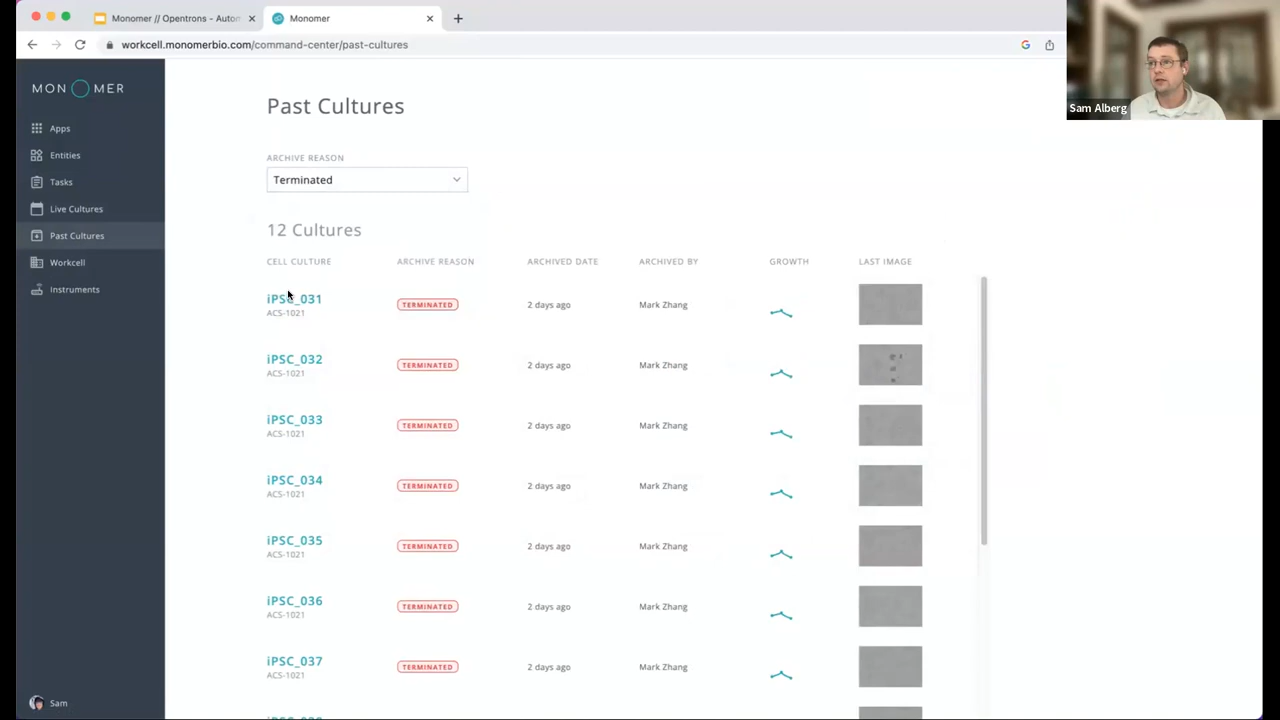 Monomer // Opentrons - Auton
Monomer
workcell.monomerbio.com/command-center/past-cultures
Sam Alberg
MONOMER
Apps
Entities
Tasks
Live Cultures
Past Cultures
Workcell
Instruments
Sam
Past Cultures
ARCHIVE REASON
Terminated
12 Cultures
CELL CULTURE ARCHIVE REASON ARCHIVED DATE ARCHIVED BY GROWTH LAST IMAGE
iPSC_031 TERMINATED 2 days ago Mark Zhang
ACS-1021
iPSC_032 TERMINATED 2 days ago Mark Zhang
ACS-1021
iPSC_033 TERMINATED 2 days ago Mark Zhang
ACS-1021
iPSC_034 TERMINATED 2 days ago Mark Zhang
ACS-1021
iPSC_035 TERMINATED 2 days ago Mark Zhang
ACS-1021
iPSC_036 TERMINATED 2 days ago Mark Zhang
ACS-1021
iPSC_037 TERMINATED 2 days ago Mark Zhang
ACS-1021